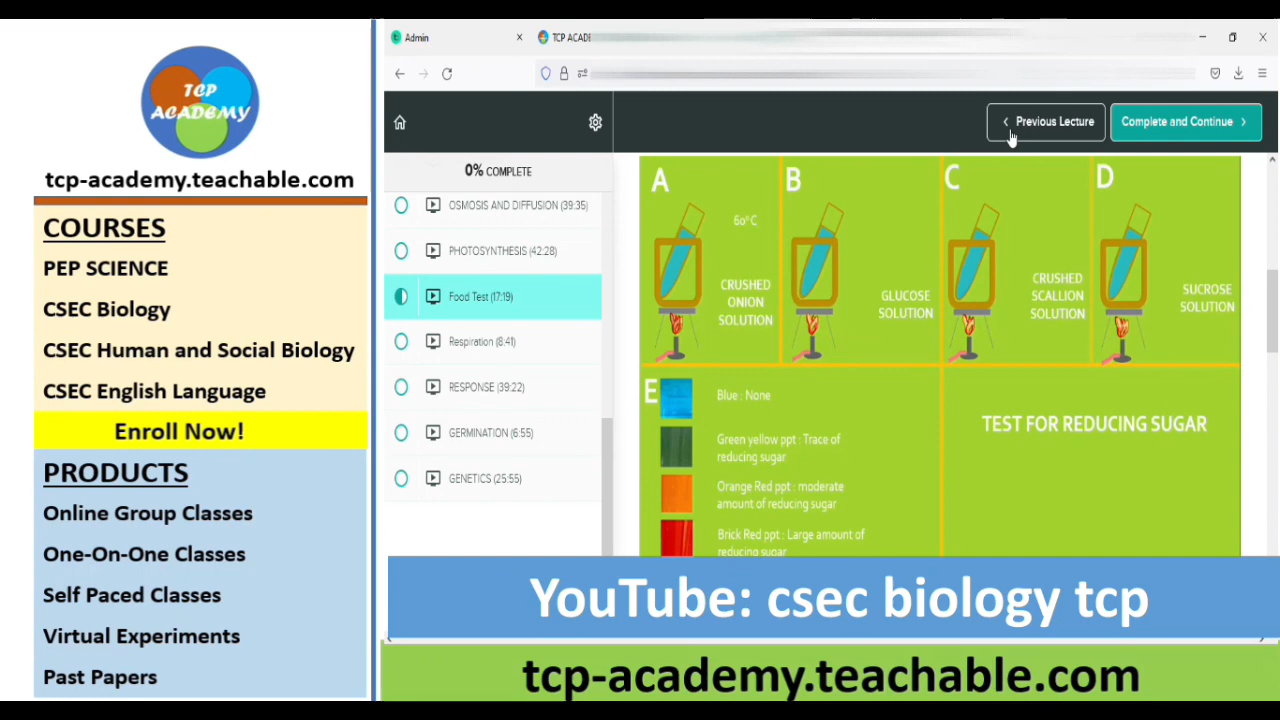 TCP
ACADEMY
tcp-academy.teachable.com
COURSES
PEP SCIENCE
CSEC Biology
CSEC Human and Social Biology
CSEC English Language
Enroll Now!
PRODUCTS
Online Group Classes
One-On-One Classes
Self Paced Classes
Virtual Experiments
Past Papers
Admin
TCP ACADE
Previous Lecture
Complete and Continue
0% COMPLETE
OSMOSIS AND DIFFUSION (39:35)
PHOTOSYNTHESIS (42:28)
Food Test (17:19)
Respiration (8:41)
RESPONSE (39:22)
GERMINATION (6:55)
GENETICS (25:55)
A
60°C
CRUSHED
ONION
SOLUTION
B
GLUCOSE
SOLUTION
C
CRUSHED
SCALLION
SOLUTION
D
SUCROSE
SOLUTION
E
Blue : None
Green yellow ppt : Trace of
reducing sugar
Orange Red ppt : moderate
amount of reducing sugar
Brick Red ppt : Large amount of
reducing sugar
TEST FOR REDUCING SUGAR
YouTube: csec biology tcp
tcp-academy.teachable.com